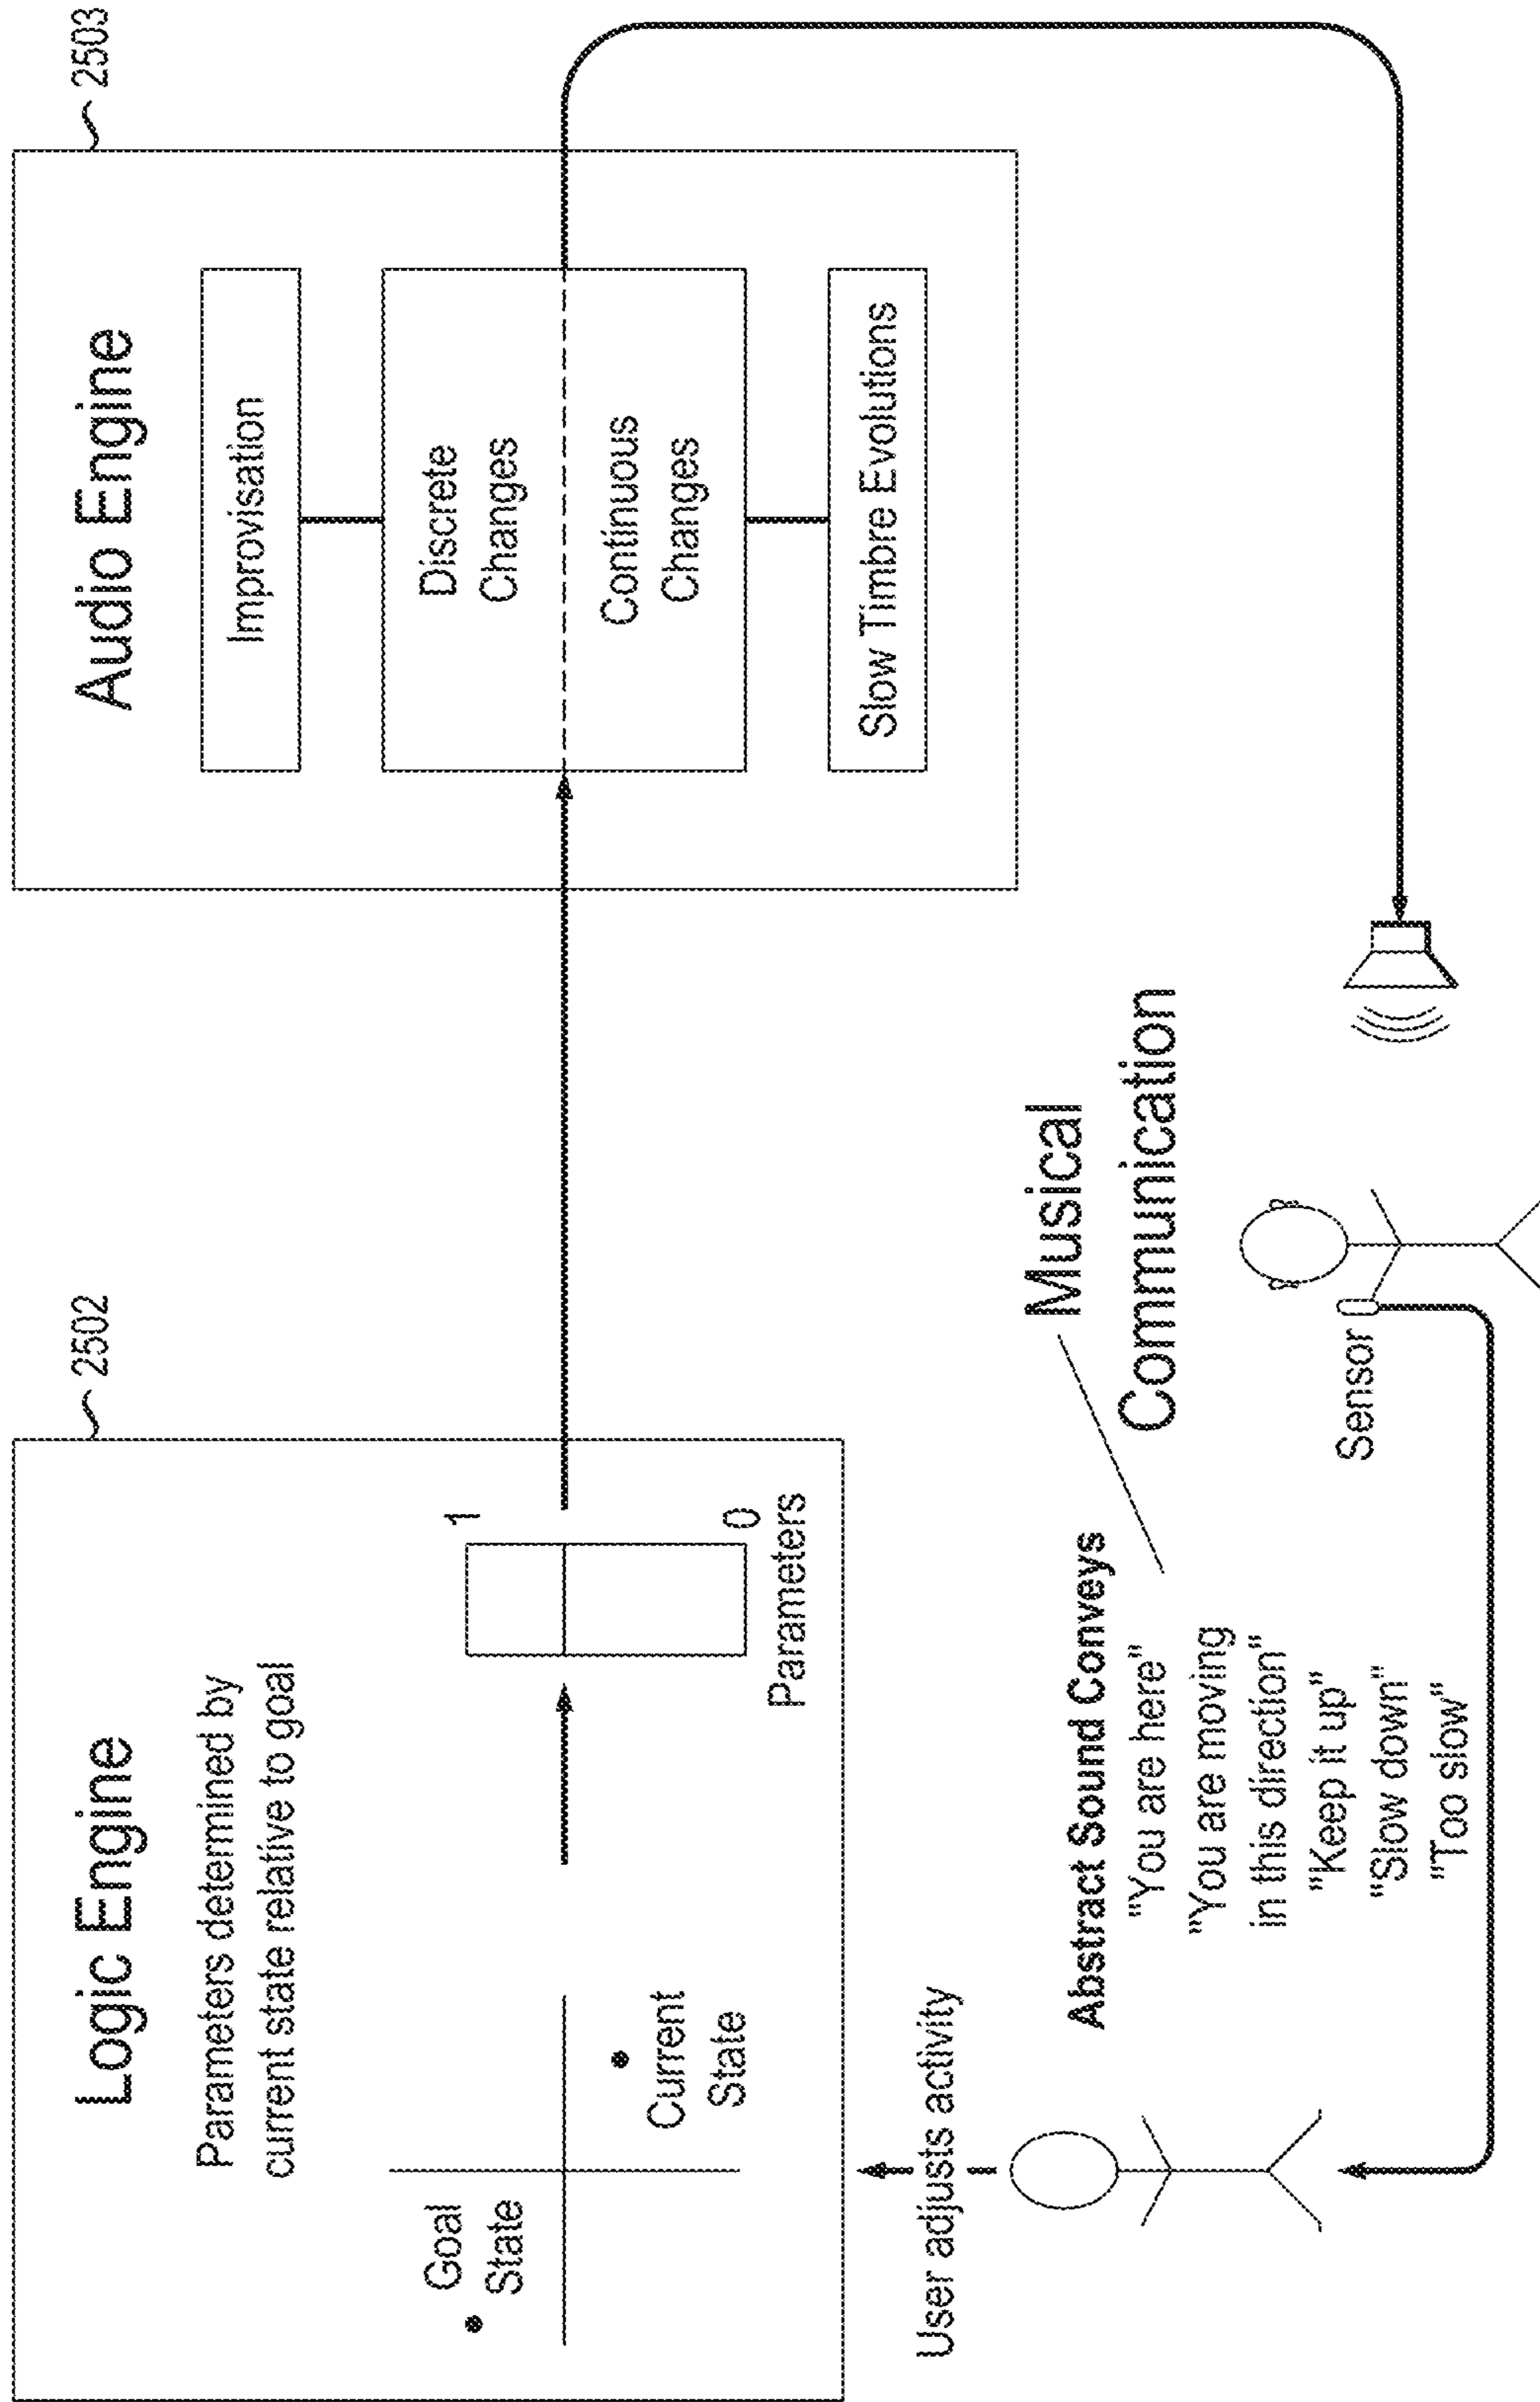 2502
Logic Engine
Parameters determined by
current state relative to goal
Goal
State
Current
State
1
0
Parameters
2503
Audio Engine
Improvisation
Discrete
Changes
Continuous
Changes
Slow Timbre Evolutions
User adjusts activity
Abstract Sound Conveys
"You are here"
"You are moving
in this direction"
"Keep it up"
"Slow down"
"Too slow"
Musical
Communication
Sensor